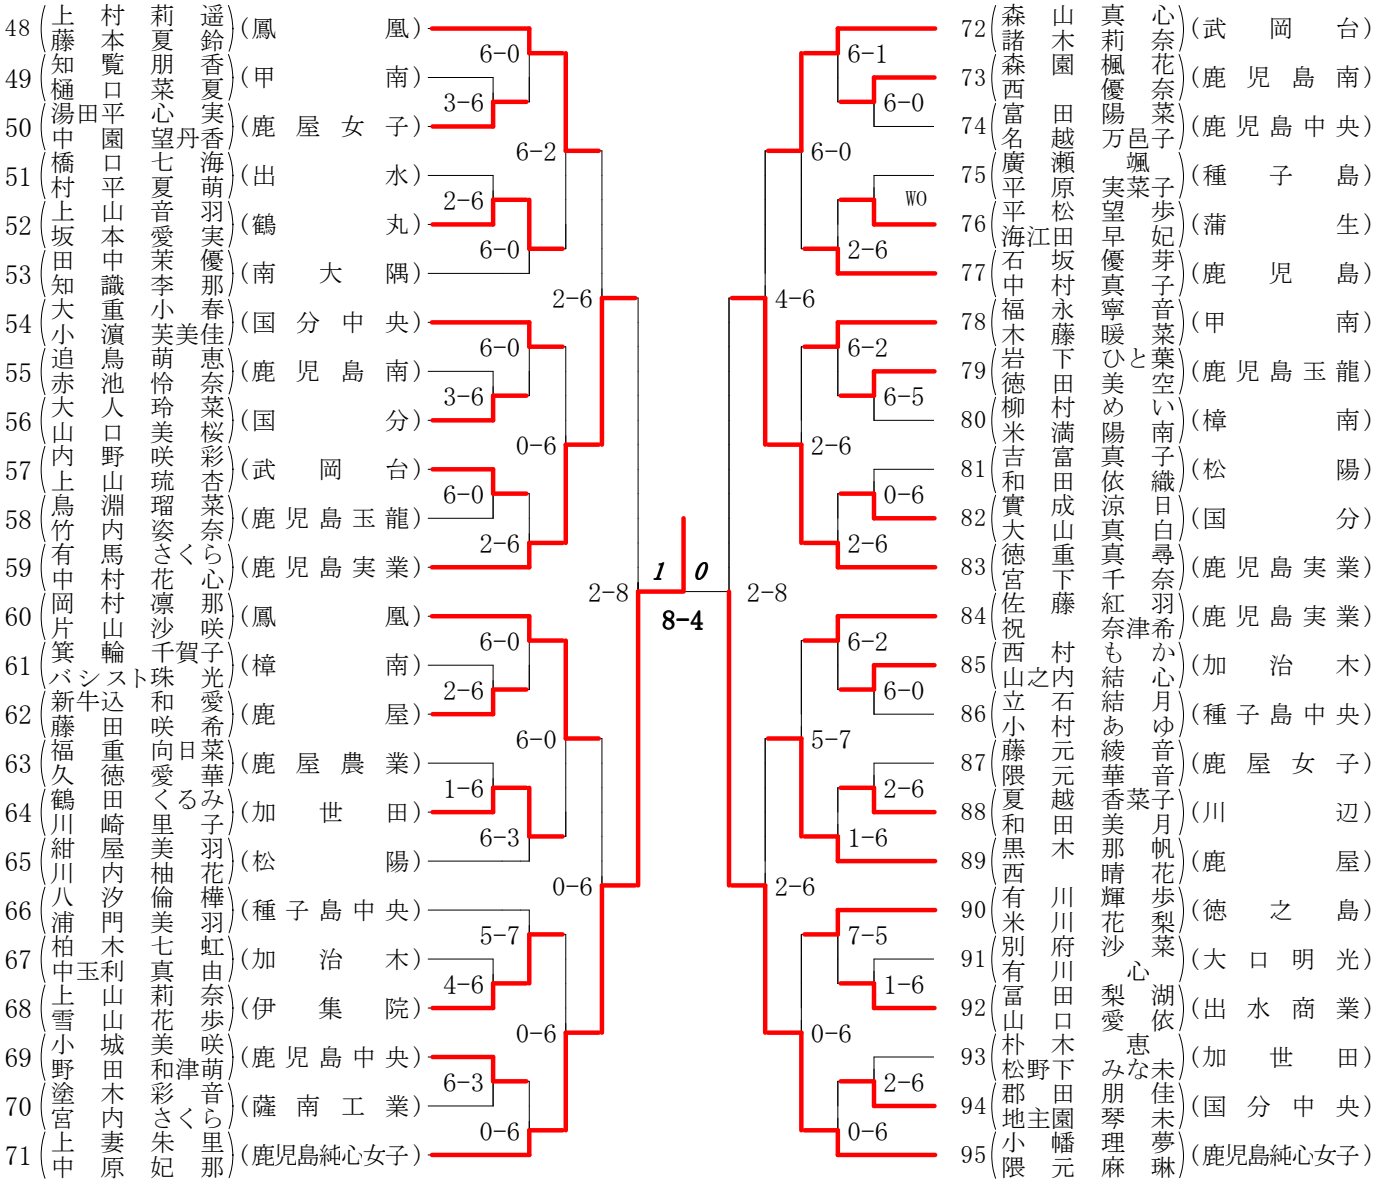 48 上村莉遥 藤本夏鈴 (鳳凰)
49 知覧朋香 樋口菜夏 (甲南)
50 湯田平心実 中園望丹香 (鹿屋女子)
51 橋口七海 村平夏萌 (出水)
52 上山音羽 坂本愛実 (鶴丸)
53 田中茉優 知識李那 (南大隅)
54 大重小春 小濵芙美佳 (国分中央)
55 追鳥萌恵 赤池怜奈 (鹿児島南)
56 大人玲菜 山口美桜 (国分)
57 内野咲彩 上山琉杏 (武岡台)
58 鳥淵瑠菜 竹内姿奈 (鹿児島玉龍)
59 有馬さくら 中村花心 (鹿児島実業)
60 岡村凛那 片山沙咲 (鳳凰)
61 箕輪千賀子 バシスト珠光 (樟南)
62 新牛込和愛 藤田咲希 (鹿屋)
63 福重向日菜 久徳愛華 (鹿屋農業)
64 鶴田くるみ 川崎里子 (加世田)
65 紺屋美羽 川内柚花 (松陽)
66 八汐倫樺 浦門美羽 (種子島中央)
67 柏木七虹 中玉利真由 (加治木)
68 上山莉奈 雪山花歩 (伊集院)
69 小城美咲 野田和津萌 (鹿児島中央)
70 塗木彩音 宮内さくら (薩南工業)
71 上妻朱里 中原妃那 (鹿児島純心女子)
6-0
3-6
6-2
2-6
6-0
2-6
6-0
3-6
0-6
6-0
2-6
2-8
6-0
2-6
6-0
1-6
6-3
0-6
5-7
4-6
0-6
6-3
0-6
1 0
8-4
72 森山真心 諸木莉奈 (武岡台)
73 森園楓花 西優奈 (鹿児島南)
74 富田陽菜 名越万邑子 (鹿児島中央)
75 廣瀬颯 平原実菜子 (種子島)
76 平松望歩 海江田早妃 (蒲生)
77 石坂優芽 中村真子 (鹿児島)
78 福永寧音 木藤暖菜 (甲南)
79 岩下ひと葉 徳田美空 (鹿児島玉龍)
80 柳村めい 米満陽南 (樟南)
81 吉富真子 和田依織 (松陽)
82 實成涼日 大山真白 (国分)
83 徳重真尋 宮下千奈 (鹿児島実業)
84 佐藤紅羽 祝奈津希 (鹿児島実業)
85 西村もか 山之内結心 (加治木)
86 立石結月 小村あゆ (種子島中央)
87 藤元綾音 隈元華音 (鹿屋女子)
88 夏越香菜子 和田美月 (川辺)
89 黒木那帆 西晴花 (鹿屋)
90 有川輝歩 米川花梨 (徳之島)
91 別府沙菜 有川心 (大口明光)
92 冨田梨湖 山口愛依 (出水商業)
93 朴木恵 松野下みな未 (加世田)
94 郡田朋佳 地主園琴未 (国分中央)
95 小幡理夢 隈元麻琳 (鹿児島純心女子)
6-1
6-0
6-0
WO
2-6
4-6
6-2
6-5
2-6
0-6
2-6
2-8
6-2
6-0
5-7
2-6
1-6
2-6
7-5
1-6
0-6
2-6
0-6